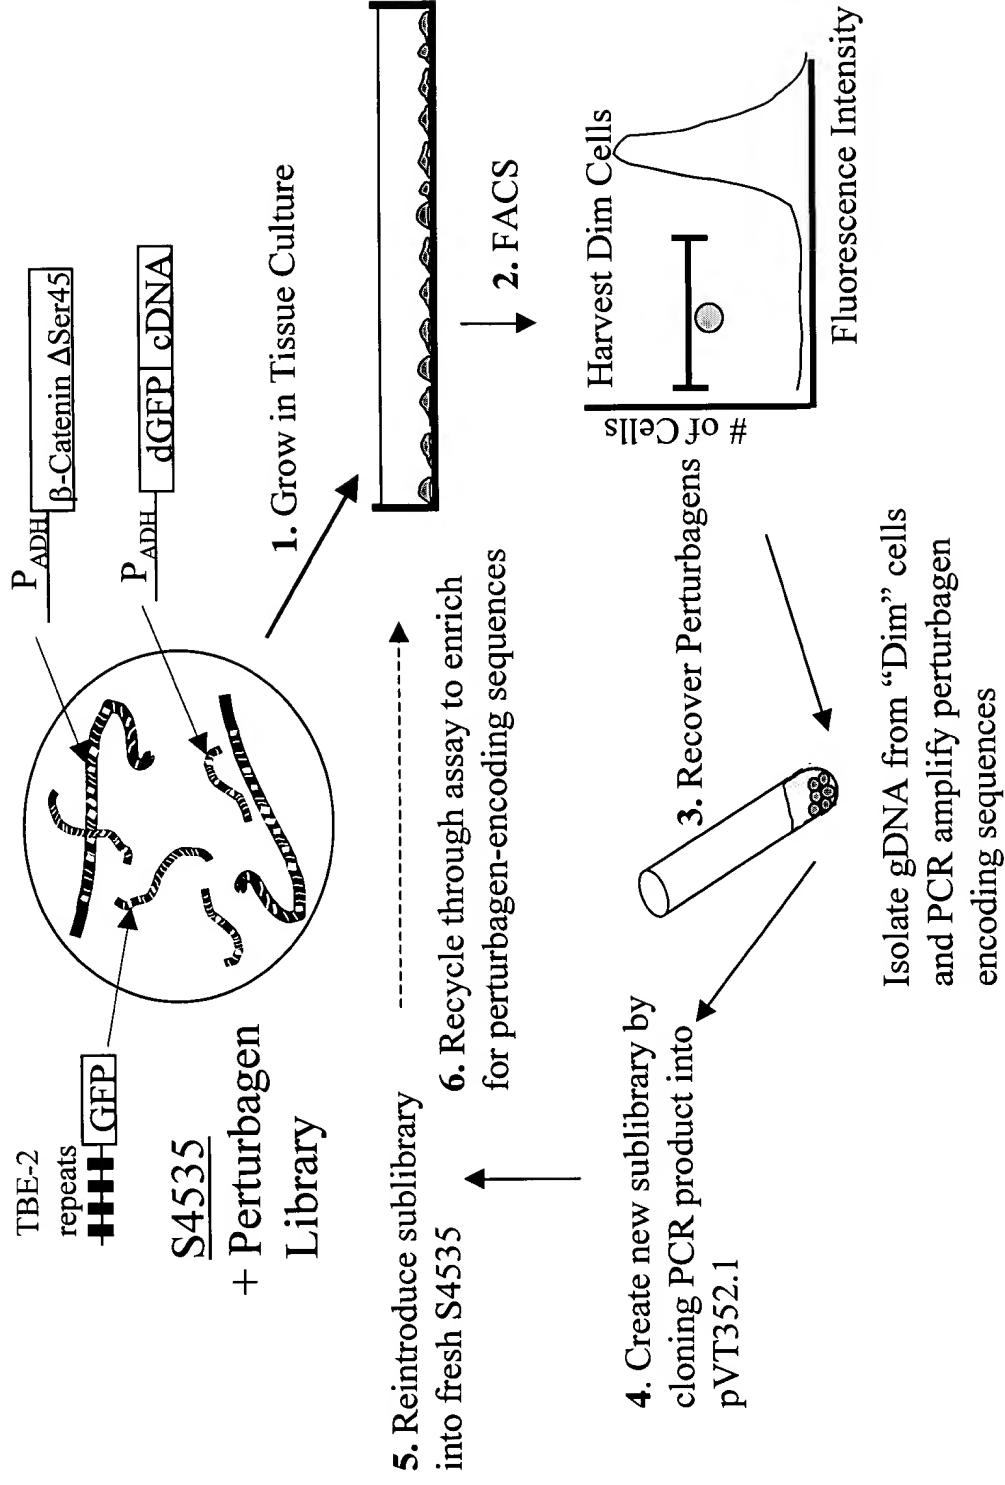 TBE-2
repeats
GFP
S4535
+ Perturbagen
Library
PADH
β-Catenin ΔSer45
PADH
dGFP cDNA
1. Grow in Tissue Culture
2. FACS
Harvest Dim Cells
# of Cells
Fluorescence Intensity
3. Recover Perturbagens
Isolate gDNA from “Dim” cells
and PCR amplify perturbagen
encoding sequences
4. Create new sublibrary by
cloning PCR product into
pVT352.1
5. Reintroduce sublibrary
into fresh S4535
6. Recycle through assay to enrich
for perturbagen-encoding sequences